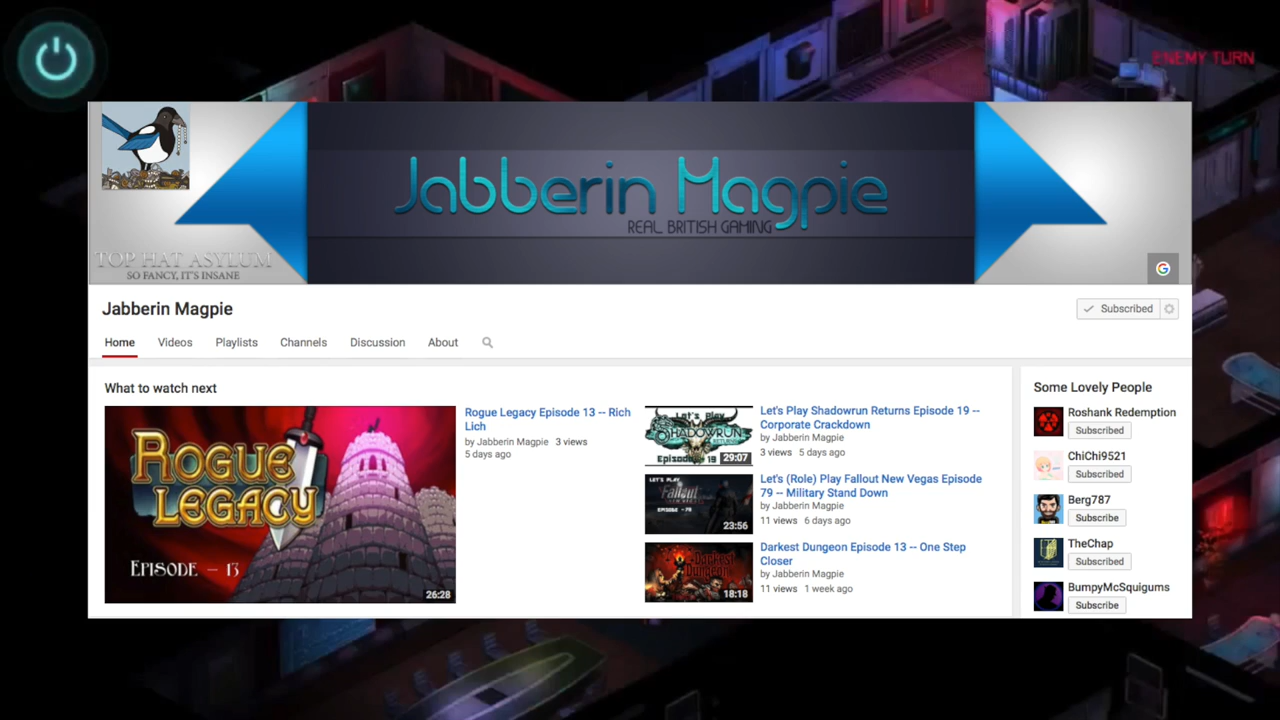 ENEMY TURN
Jabberin Magpie
REAL BRITISH GAMING
TOP HAT ASYLUM
SO FANCY, IT'S INSANE
Jabberin Magpie
Subscribed
Home Videos Playlists Channels Discussion About
What to watch next
ROGUE
LEGACY
EPISODE - 13
26:28
Rogue Legacy Episode 13 -- Rich
Lich
by Jabberin Magpie 3 views
5 days ago
Let's Play
SHADOWRUN
Episode - 19
29:07
Let's Play Shadowrun Returns Episode 19 --
Corporate Crackdown
by Jabberin Magpie
3 views 5 days ago
LET'S PLAY
Fallout
EPISODE - 79
23:56
Let's (Role) Play Fallout New Vegas Episode
79 -- Military Stand Down
by Jabberin Magpie
11 views 6 days ago
Darkest
Dungeon
18:18
Darkest Dungeon Episode 13 -- One Step
Closer
by Jabberin Magpie
11 views 1 week ago
Some Lovely People
Roshank Redemption
Subscribed
ChiChi9521
Subscribed
Berg787
Subscribe
TheChap
Subscribed
BumpyMcSquigums
Subscribe